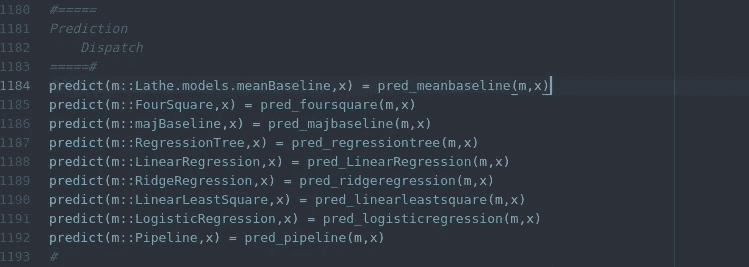 1180 #=====
1181 Prediction
1182     Dispatch
1183 =====#
1184 predict(m::Lathe.models.meanBaseline,x) = pred_meanbaseline(m,x)
1185 predict(m::FourSquare,x) = pred_foursquare(m,x)
1186 predict(m::majBaseline,x) = pred_majbaseline(m,x)
1187 predict(m::RegressionTree,x) = pred_regressiontree(m,x)
1188 predict(m::LinearRegression,x) = pred_LinearRegression(m,x)
1189 predict(m::RidgeRegression,x) = pred_ridgeregression(m,x)
1190 predict(m::LinearLeastSquare,x) = pred_linearleastsquare(m,x)
1191 predict(m::LogisticRegression,x) = pred_logisticregression(m,x)
1192 predict(m::Pipeline,x) = pred_pipeline(m,x)
1193 #